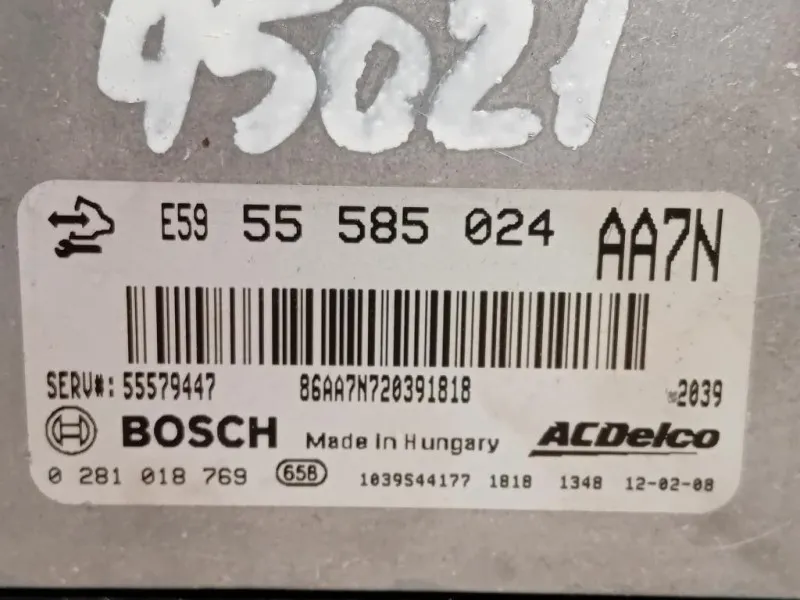 45021
E59 55 585 024 AA7N
SERV#: 55579447 86AA7N720391818 2039
BOSCH Made in Hungary ACDelco
0 281 018 769 658 1039S44177 1818 1348 12-02-08